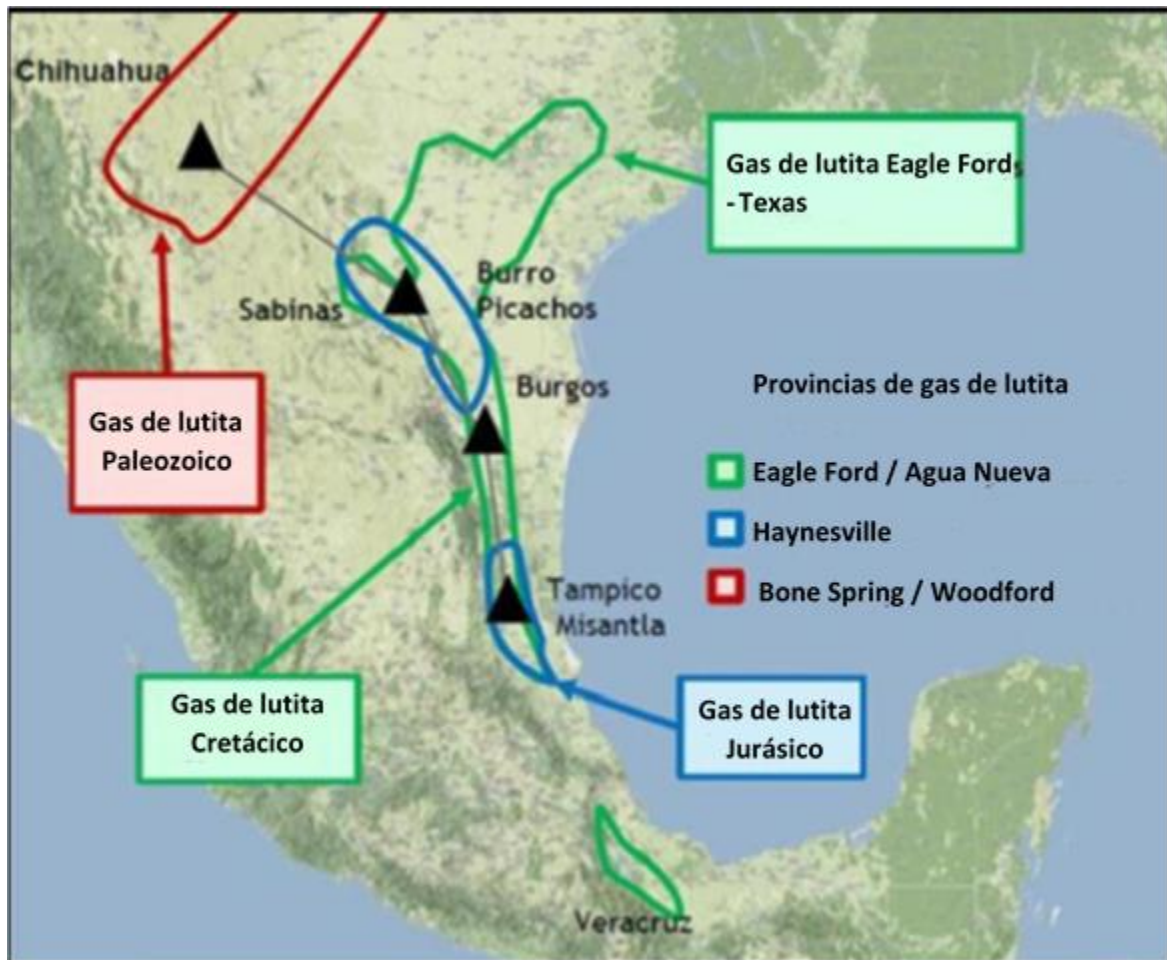 Chihuahua
Gas de lutita Eagle Fords
- Texas
Burro
Picachos
Sabinas
Burgos
Provincias de gas de lutita
Gas de lutita
Paleozoico
Eagle Ford / Agua Nueva
Haynesville
Bone Spring / Woodford
Tampico
Misantla
Gas de lutita
Cretácico
Gas de lutita
Jurásico
Veracruz